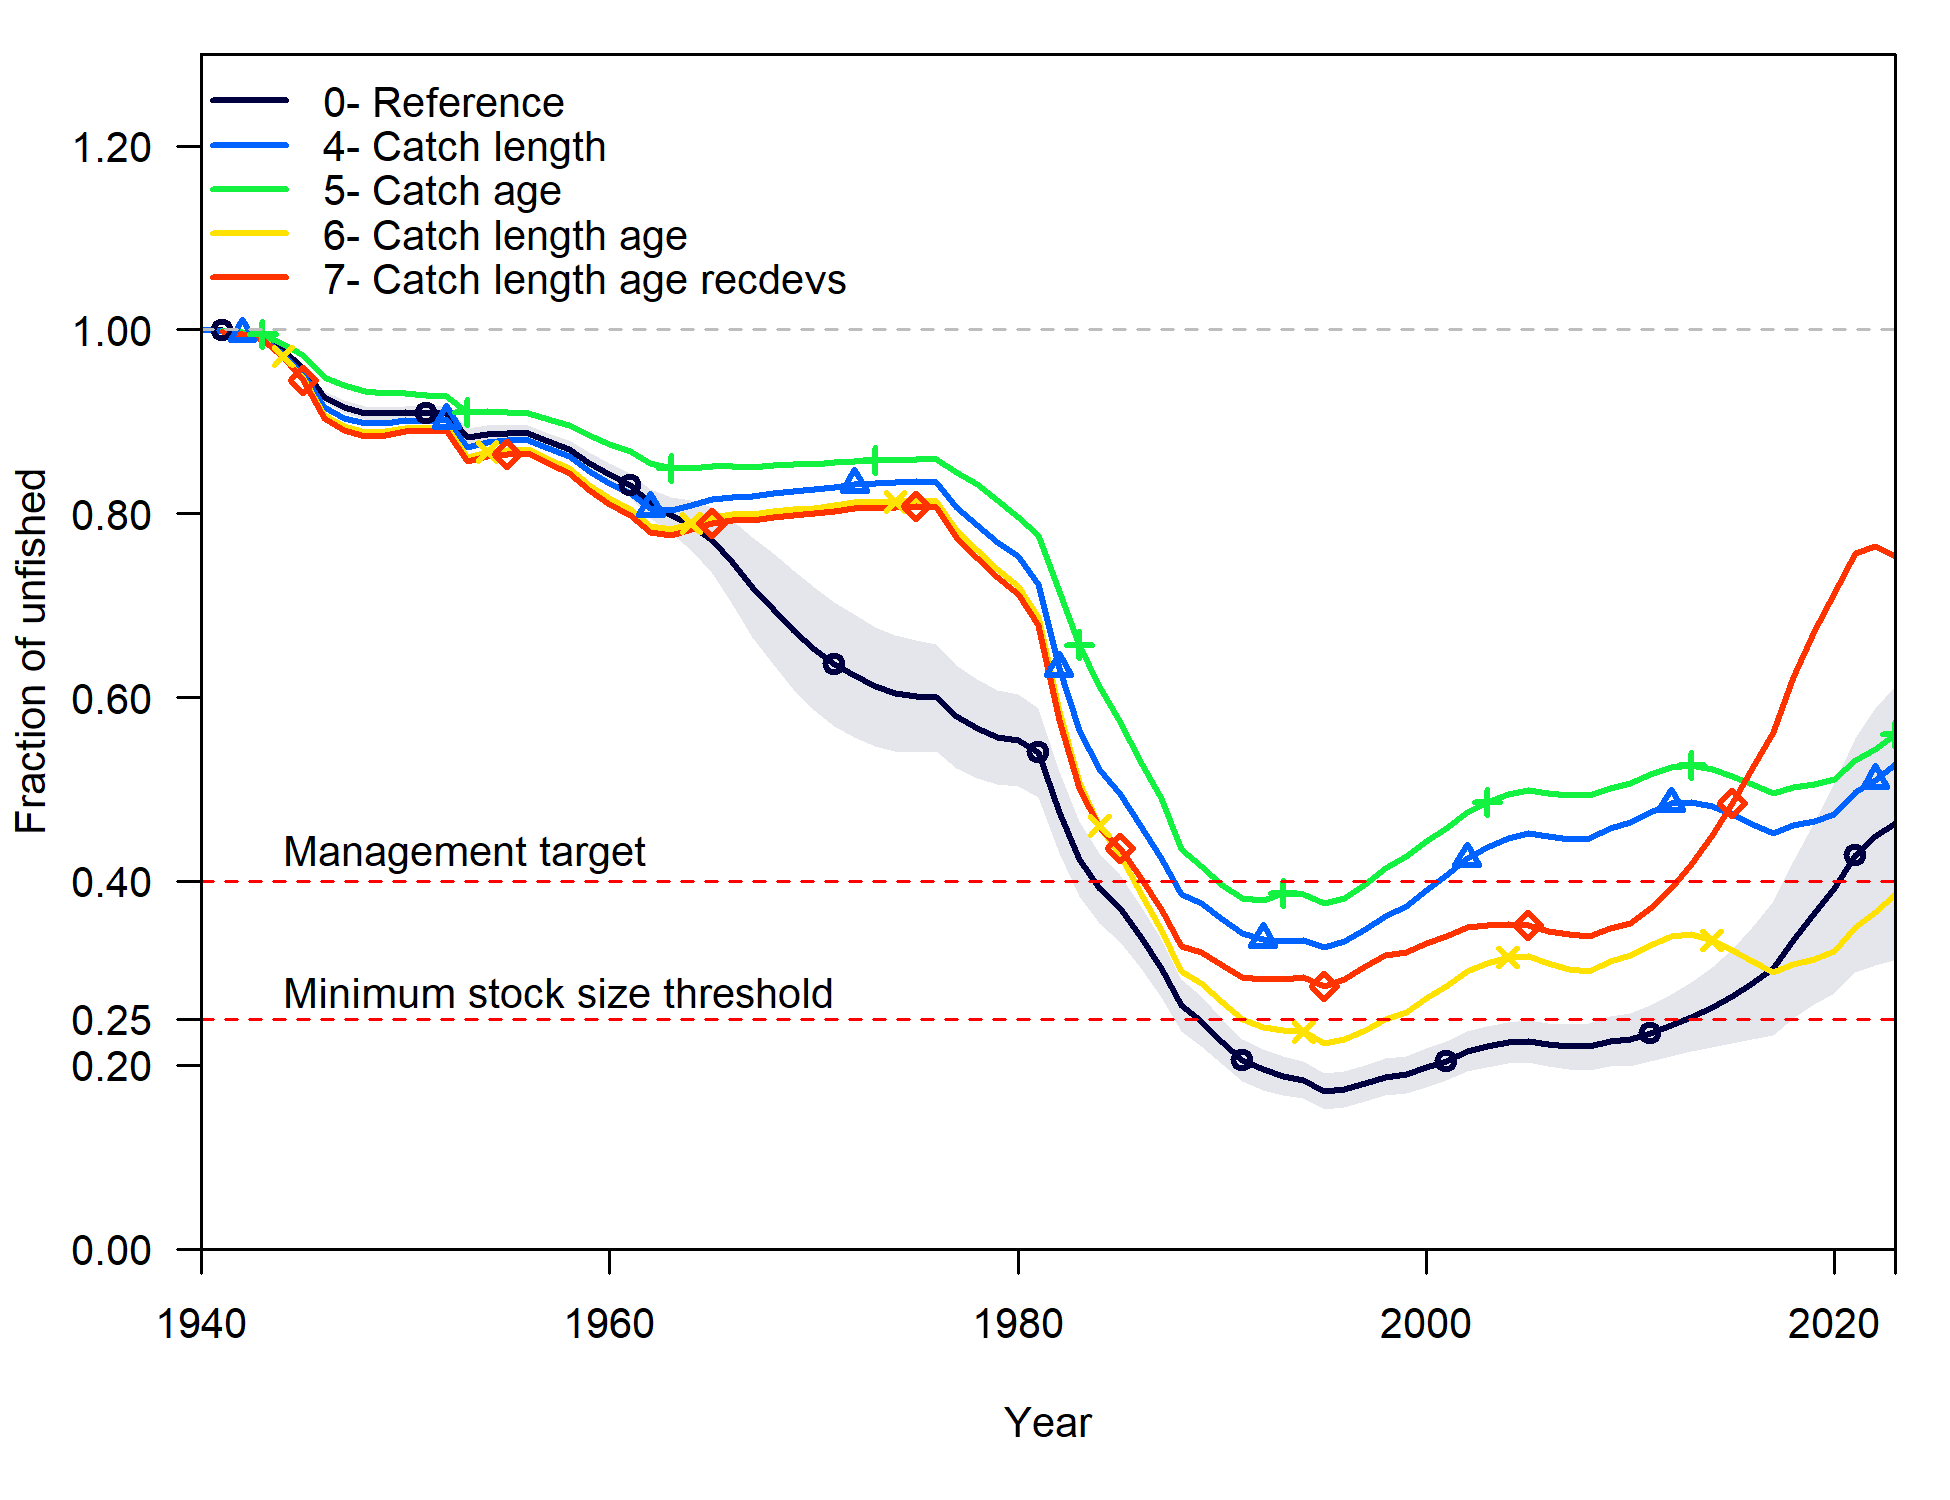 0- Reference
4- Catch length
5- Catch age
6- Catch length age
7- Catch length age recdevs
1.20
1.00
0.80
0.60
0.40
0.25
0.20
0.00
Fraction of unfished
Management target
Minimum stock size threshold
1940
1960
1980
2000
2020
Year